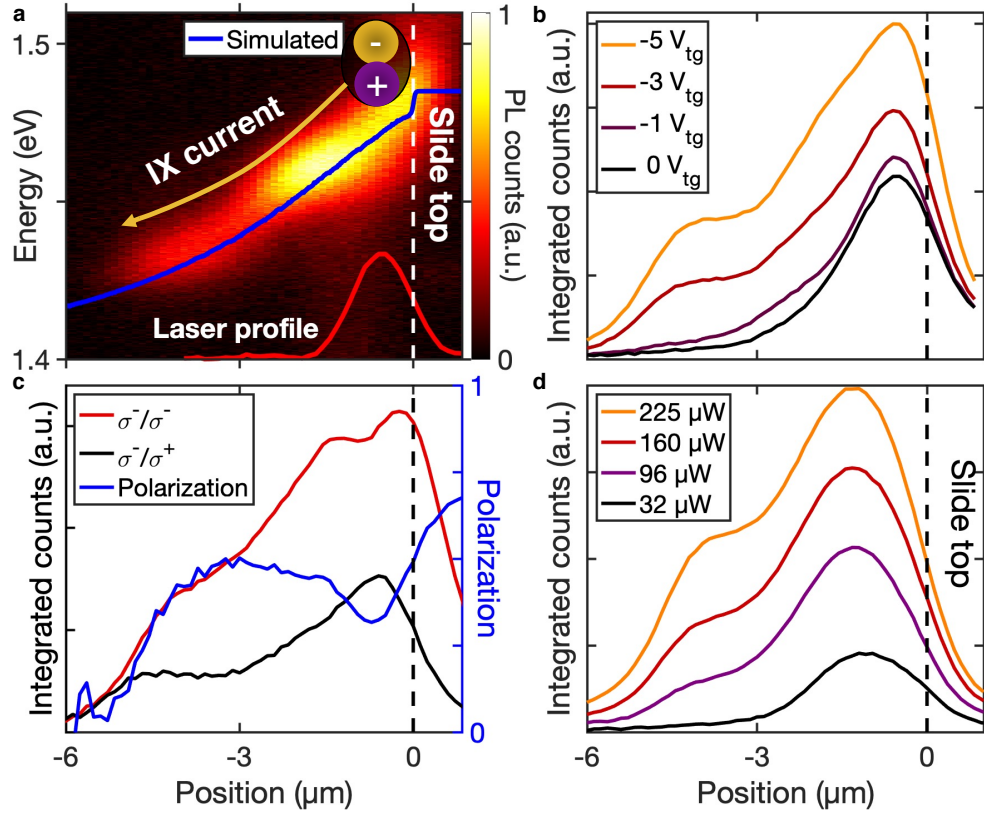 a
1.5
Simulated
-
+
IX current
Slide top
Laser profile
1.4
Energy (eV)
1
PL counts (a.u.)
0
b
-5 V_tg
-3 V_tg
-1 V_tg
0 V_tg
Integrated counts (a.u.)
-3
0
c
σ⁻/σ⁻
σ⁻/σ⁺
Polarization
Integrated counts (a.u.)
1
Polarization
0
-6
-3
0
Position (μm)
d
225 μW
160 μW
96 μW
32 μW
Slide top
Integrated counts (a.u.)
-6
-3
0
Position (μm)